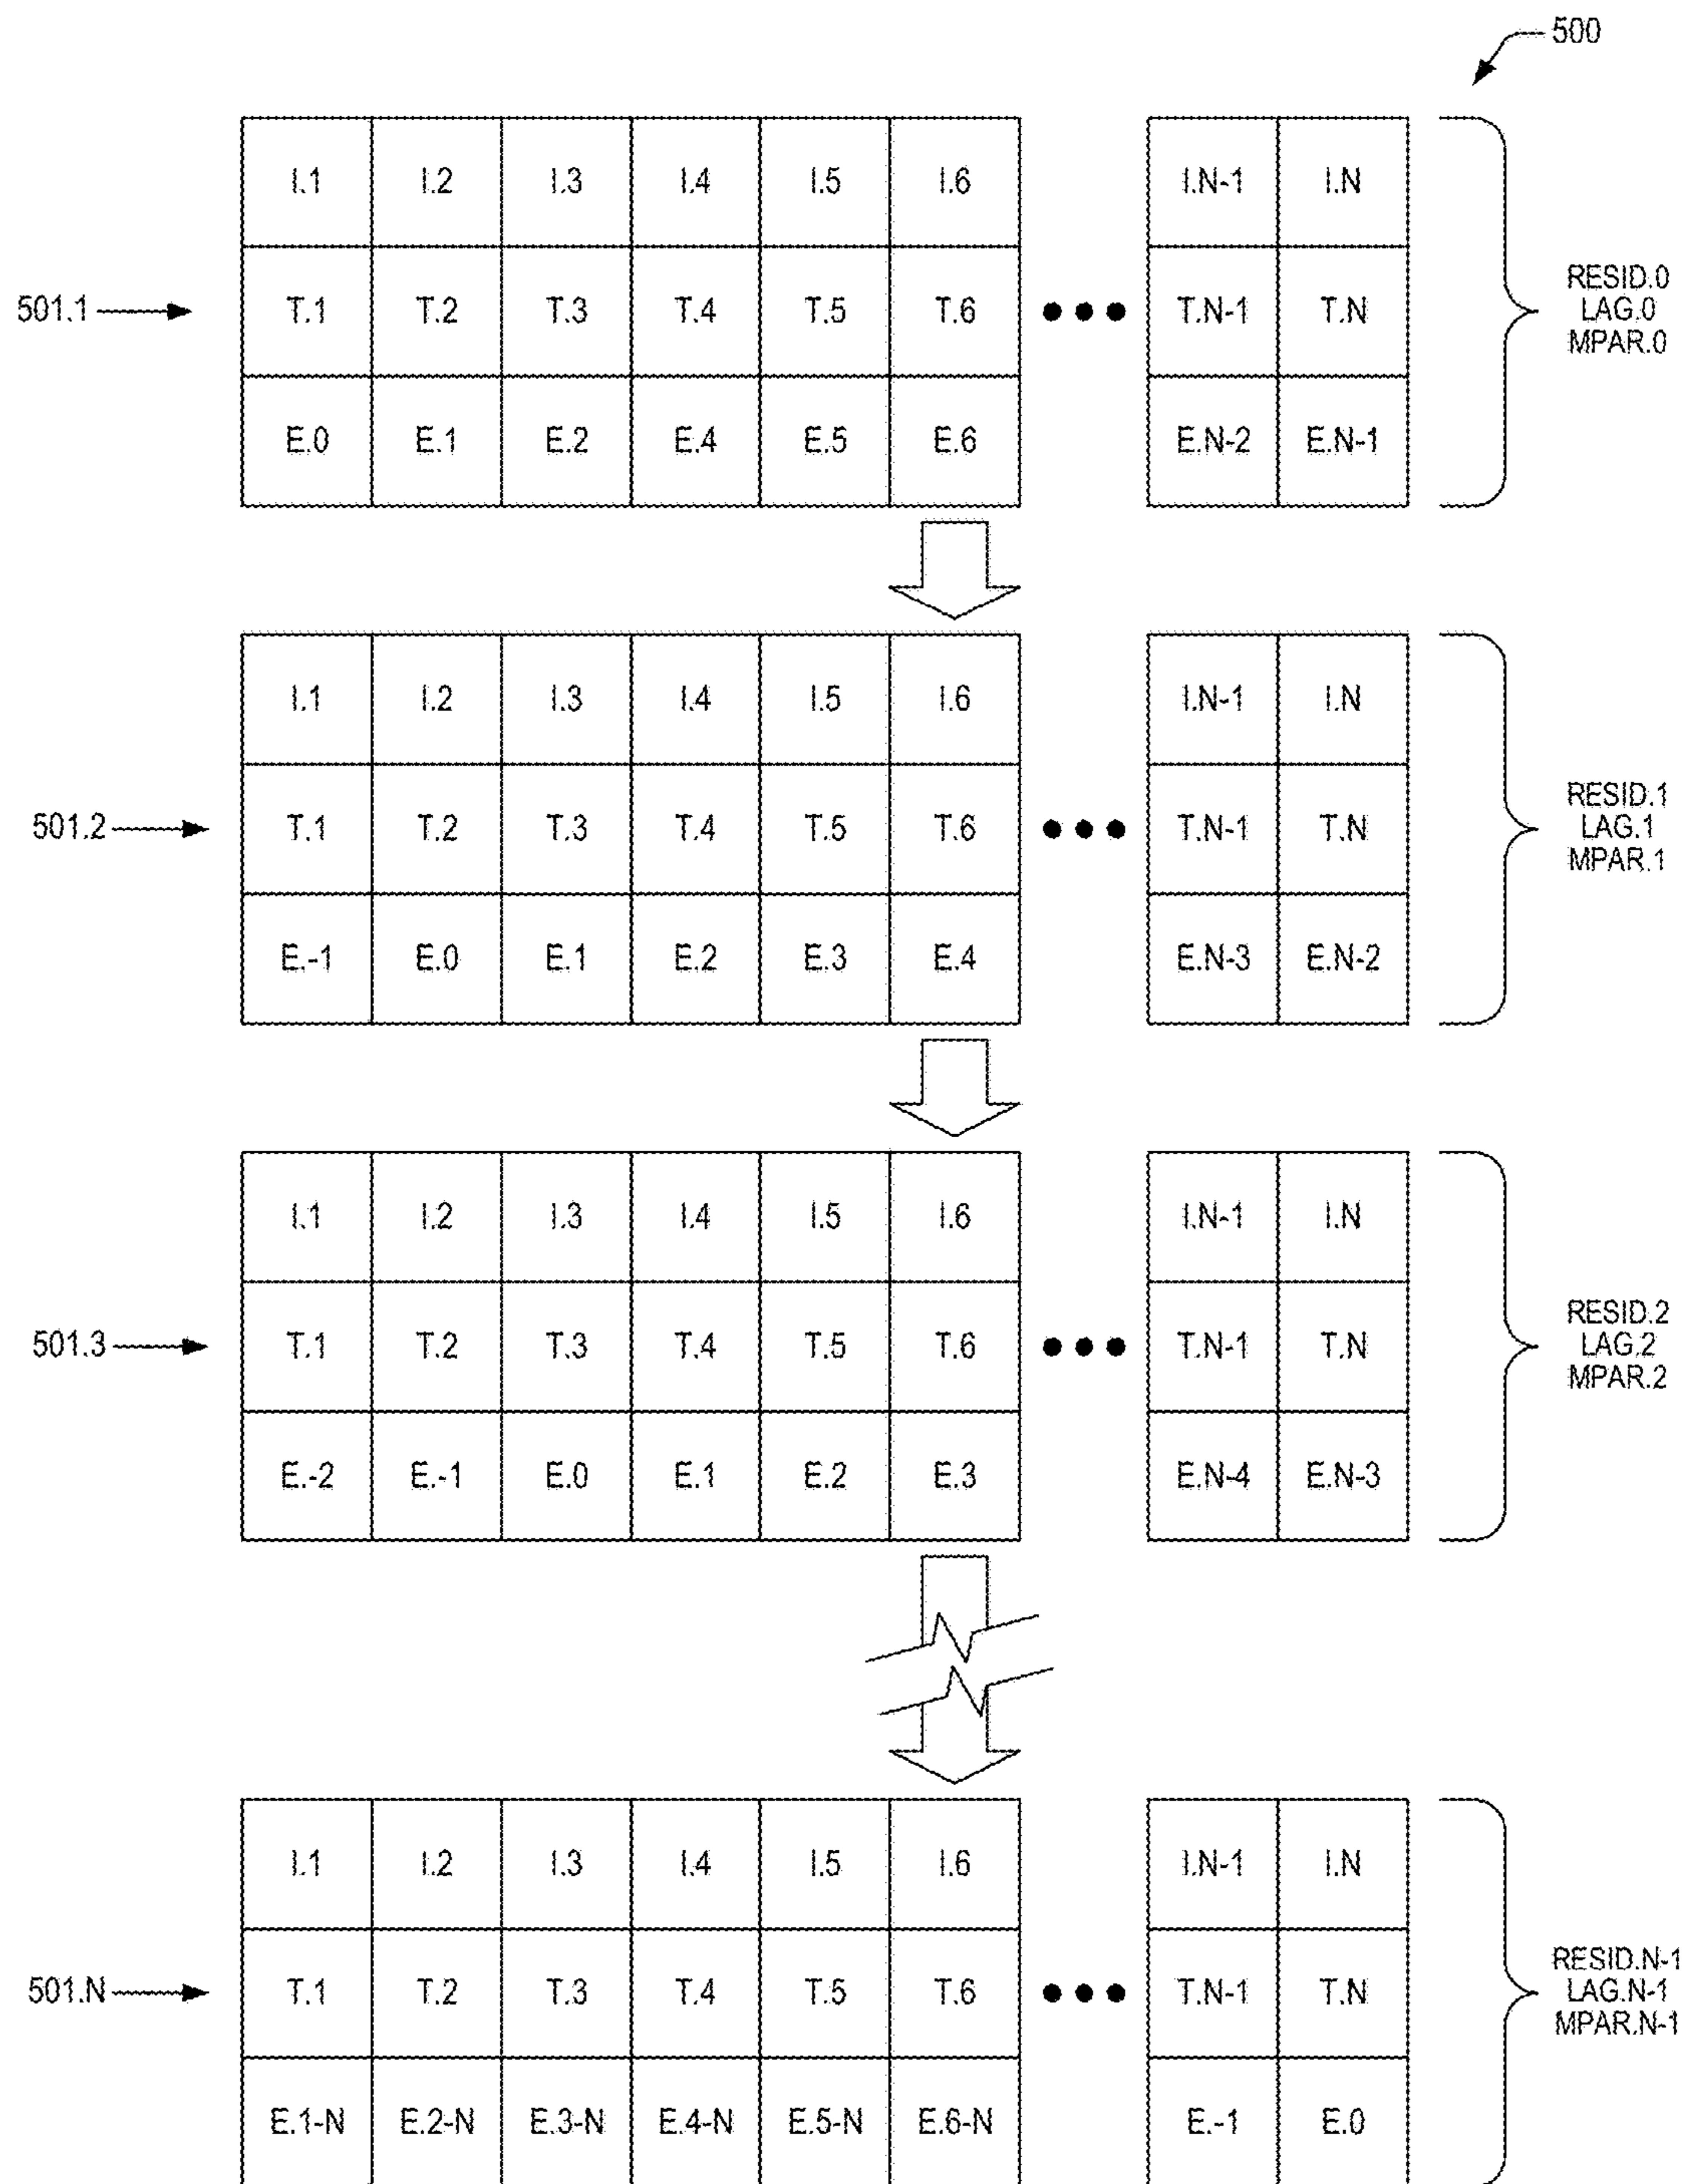 500
I.1 I.2 I.3 I.4 I.5 I.6 I.N-1 I.N
501.1 T.1 T.2 T.3 T.4 T.5 T.6 T.N-1 T.N
E.0 E.1 E.2 E.4 E.5 E.6 E.N-2 E.N-1
RESID.0
LAG.0
MPAR.0
I.1 I.2 I.3 I.4 I.5 I.6 I.N-1 I.N
501.2 T.1 T.2 T.3 T.4 T.5 T.6 T.N-1 T.N
E.-1 E.0 E.1 E.2 E.3 E.4 E.N-3 E.N-2
RESID.1
LAG.1
MPAR.1
I.1 I.2 I.3 I.4 I.5 I.6 I.N-1 I.N
501.3 T.1 T.2 T.3 T.4 T.5 T.6 T.N-1 T.N
E.-2 E.-1 E.0 E.1 E.2 E.3 E.N-4 E.N-3
RESID.2
LAG.2
MPAR.2
I.1 I.2 I.3 I.4 I.5 I.6 I.N-1 I.N
501.N T.1 T.2 T.3 T.4 T.5 T.6 T.N-1 T.N
E.1-N E.2-N E.3-N E.4-N E.5-N E.6-N E.-1 E.0
RESID.N-1
LAG.N-1
MPAR.N-1